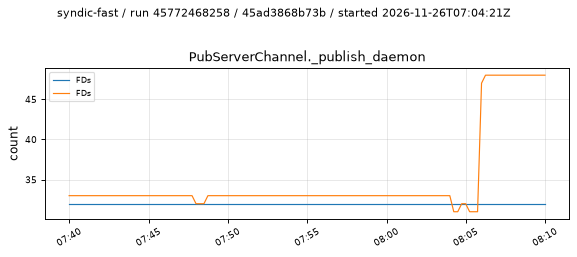 syndic-fast / run 45772468258 / 45ad3868b73b / started 2026-11-26T07:04:21Z
PubServerChannel._publish_daemon
FDs
FDs
count
45
40
35
07:40
07:45
07:50
07:55
08:00
08:05
08:10